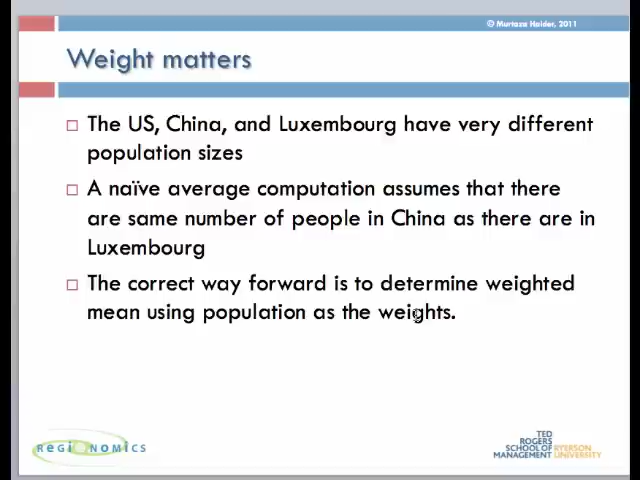 © Murtaza Haider, 2011
Weight matters
The US, China, and Luxembourg have very different
population sizes
A naïve average computation assumes that there
are same number of people in China as there are in
Luxembourg
The correct way forward is to determine weighted
mean using population as the weights.
REGIONOMICS
TED
ROGERS
SCHOOL OF
MANAGEMENT
RYERSON
UNIVERSITY